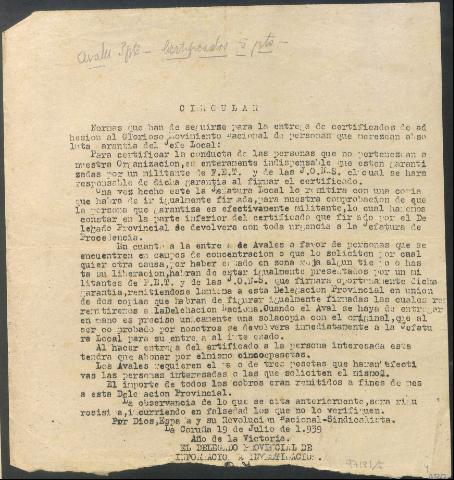 Avales 3 pts — Certificados 5 pts —
CIRCULAR
Normas que han de seguirse para la entrega de certificados de ad
hesion al Glorioso Movimiento Nacional de personas que merezcan abso
luta garantia del Jefe Local:
Para certificar la conducta de las personas que no pertenezcan a
nuestra Organizacion, es enteramente indispensable que esten garanti
zadas por un militante de F.E.T. y de las J.O.N.S. el cual se hara
responsable de dicha garantia al firmar el certificado.
Una vez hecho este la Jefatura Local lo remitira con una copia
que habra de ir igualmente firmada, para nuestra comprobacion de que
la persona que garantiza es efectivamente militante, lo cual haremos
constar en la parte inferior del certificado que firmado por el De
legado Provincial se devolvera con toda urgencia a la Jefatura de
Procedencia.
En cuanto a la entrega de Avales a favor de personas que se
encuentren en campos de concentracion o que lo soliciten por cual
quier otra causa, por haber estado en zona roja algun tiempo has
ta su liberacion, habran de estar igualmente presentados por un mi
litantes de F.E.T. y de las J.O.N.S. que firmara oportunamente dicha
garantia, remitiendose la misma a esta Delegacion Provincial en union
de dos copias que habran de figurar igualmente firmadas las cuales
remitiremos a la Delegacion Nacional. Cuando el Aval se haya de entregar
en mano es preciso unicamente una sola copia con el original, que al
ser comprobado por nosotros se devolvera inmediatamente a la Jefatu
ra Local para su entrega al interesado.
Al hacer entrega del certificado a la persona interesada esta
tendra que abonar por el mismo cinco pesetas.
Los Avales requieren el pago de tres pesetas que haran efecti
vas las personas interesadas o las que soliciten el mismo.
El importe de todos los cobros eran remitidos a fines de mes
a esta Delegacion Provincial.
La observancia de lo que se cita anteriormente, sera rigu
rosisima, incurriendo en falsedad los que no lo verifiquen.
Por Dios, España y su Revolucion Nacional-Sindicalista.
La Coruña 19 de Julio de 1.939
Año de la Victoria.
EL DELEGADO PROVINCIAL DE
INFORMACION E INVESTIGACION